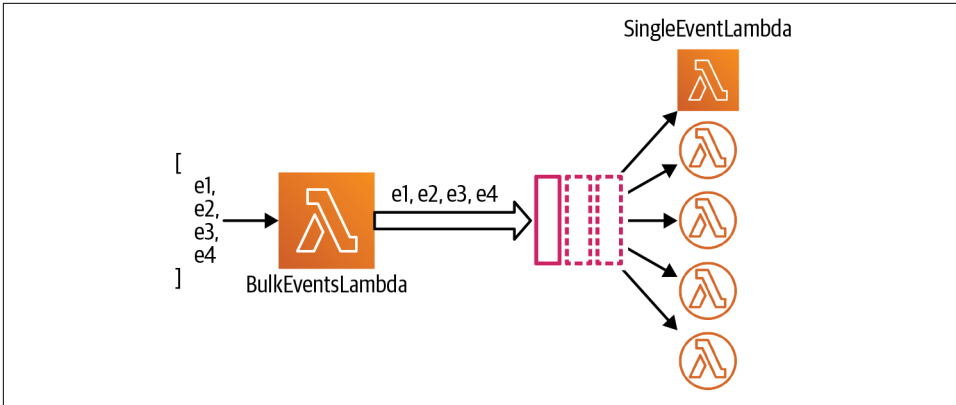 SingleEventLambda
[
e1,
e2,
e3,
e4
]
e1, e2, e3, e4
BulkEventsLambda